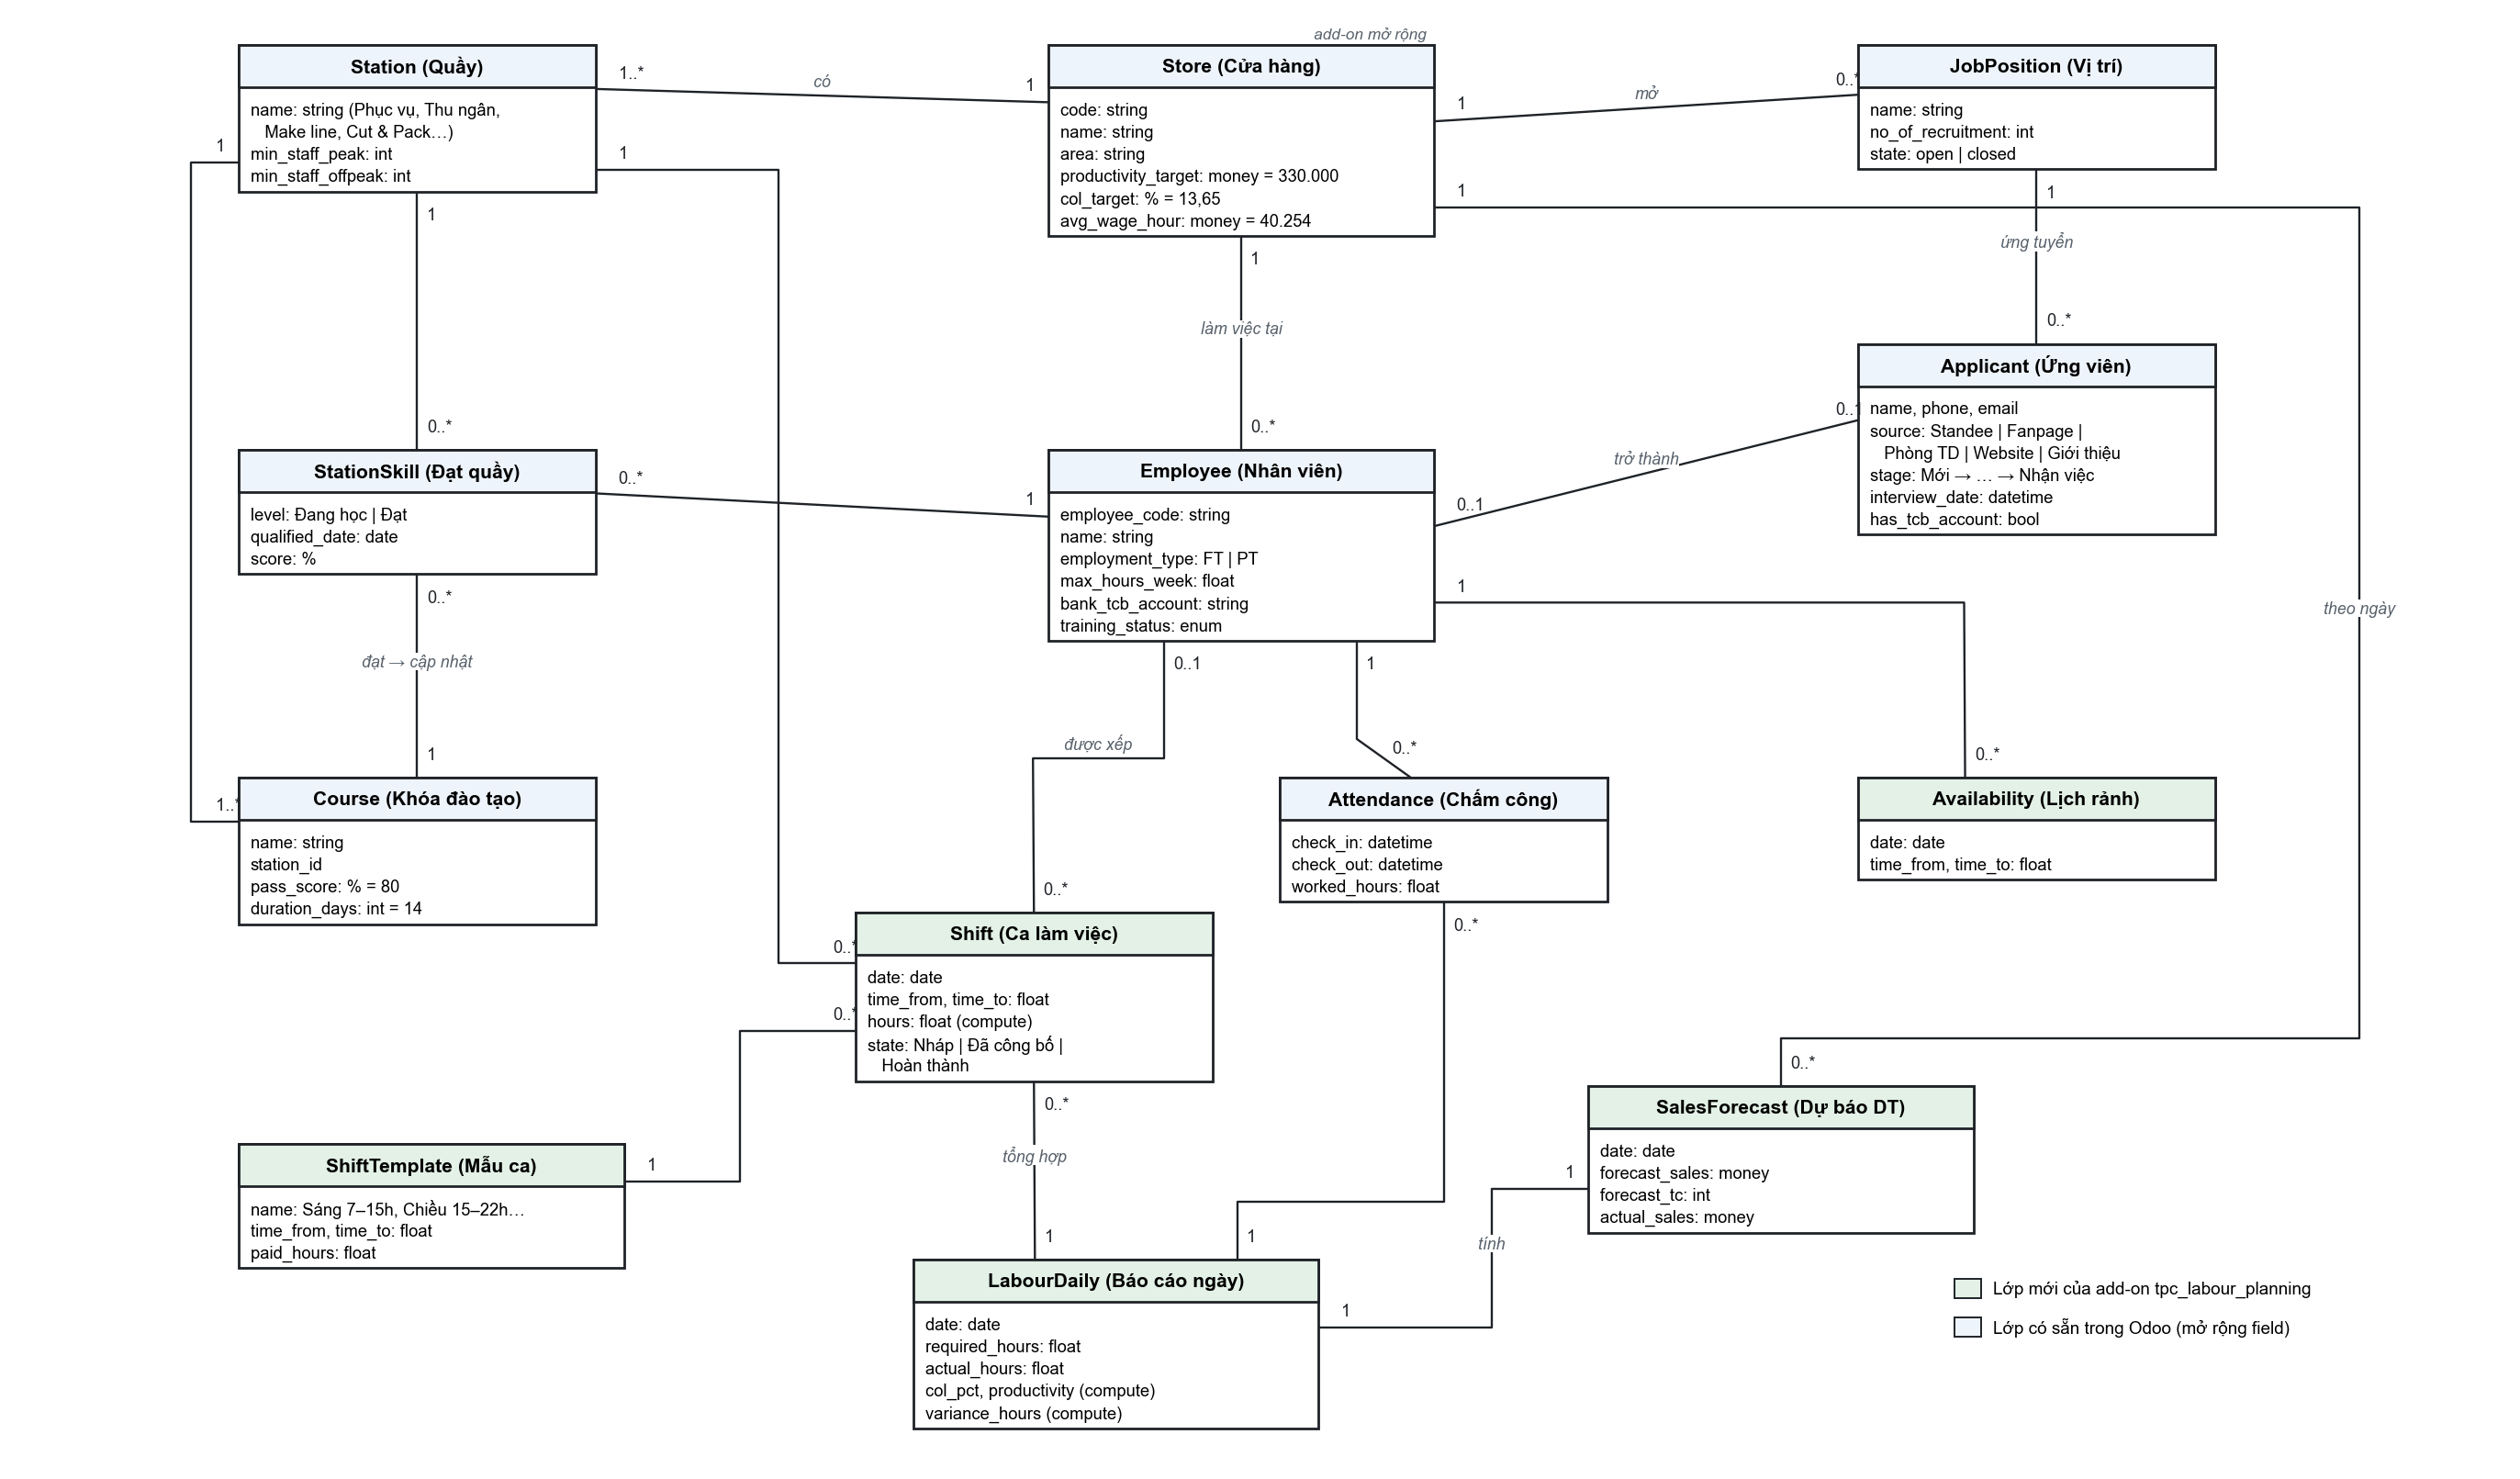 add-on mở rộng
Station (Quầy)
name: string (Phục vụ, Thu ngân,
Make line, Cut & Pack…)
min_staff_peak: int
min_staff_offpeak: int
1..*
có
1
Store (Cửa hàng)
code: string
name: string
area: string
productivity_target: money = 330.000
col_target: % = 13,65
avg_wage_hour: money = 40.254
1
mở
0..*
JobPosition (Vị trí)
name: string
no_of_recruitment: int
state: open | closed
1
1
1
1
1
1
ứng tuyển
0..*
làm việc tại
0..*
0..*
Applicant (Ứng viên)
name, phone, email
source: Standee | Fanpage |
Phòng TD | Website | Giới thiệu
stage: Mới → … → Nhận việc
interview_date: datetime
has_tcb_account: bool
0..1
trở thành
0..1
StationSkill (Đạt quầy)
level: Đang học | Đạt
qualified_date: date
score: %
0..*
1
Employee (Nhân viên)
employee_code: string
name: string
employment_type: FT | PT
max_hours_week: float
bank_tcb_account: string
training_status: enum
1
theo ngày
0..*
đạt → cập nhật
1
0..1
1
được xếp
0..*
0..*
1..*
Course (Khóa đào tạo)
name: string
station_id
pass_score: % = 80
duration_days: int = 14
Attendance (Chấm công)
check_in: datetime
check_out: datetime
worked_hours: float
Availability (Lịch rảnh)
date: date
time_from, time_to: float
0..*
0..*
0..*
0..*
Shift (Ca làm việc)
date: date
time_from, time_to: float
hours: float (compute)
state: Nháp | Đã công bố |
Hoàn thành
0..*
0..*
SalesForecast (Dự báo DT)
date: date
forecast_sales: money
forecast_tc: int
actual_sales: money
tổng hợp
ShiftTemplate (Mẫu ca)
name: Sáng 7–15h, Chiều 15–22h…
time_from, time_to: float
paid_hours: float
1
1
1
1
tính
1
LabourDaily (Báo cáo ngày)
date: date
required_hours: float
actual_hours: float
col_pct, productivity (compute)
variance_hours (compute)
Lớp mới của add-on tpc_labour_planning
Lớp có sẵn trong Odoo (mở rộng field)